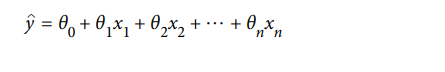 ŷ = θ₀ + θ₁x₁ + θ₂x₂ + ⋯ + θₙxₙ